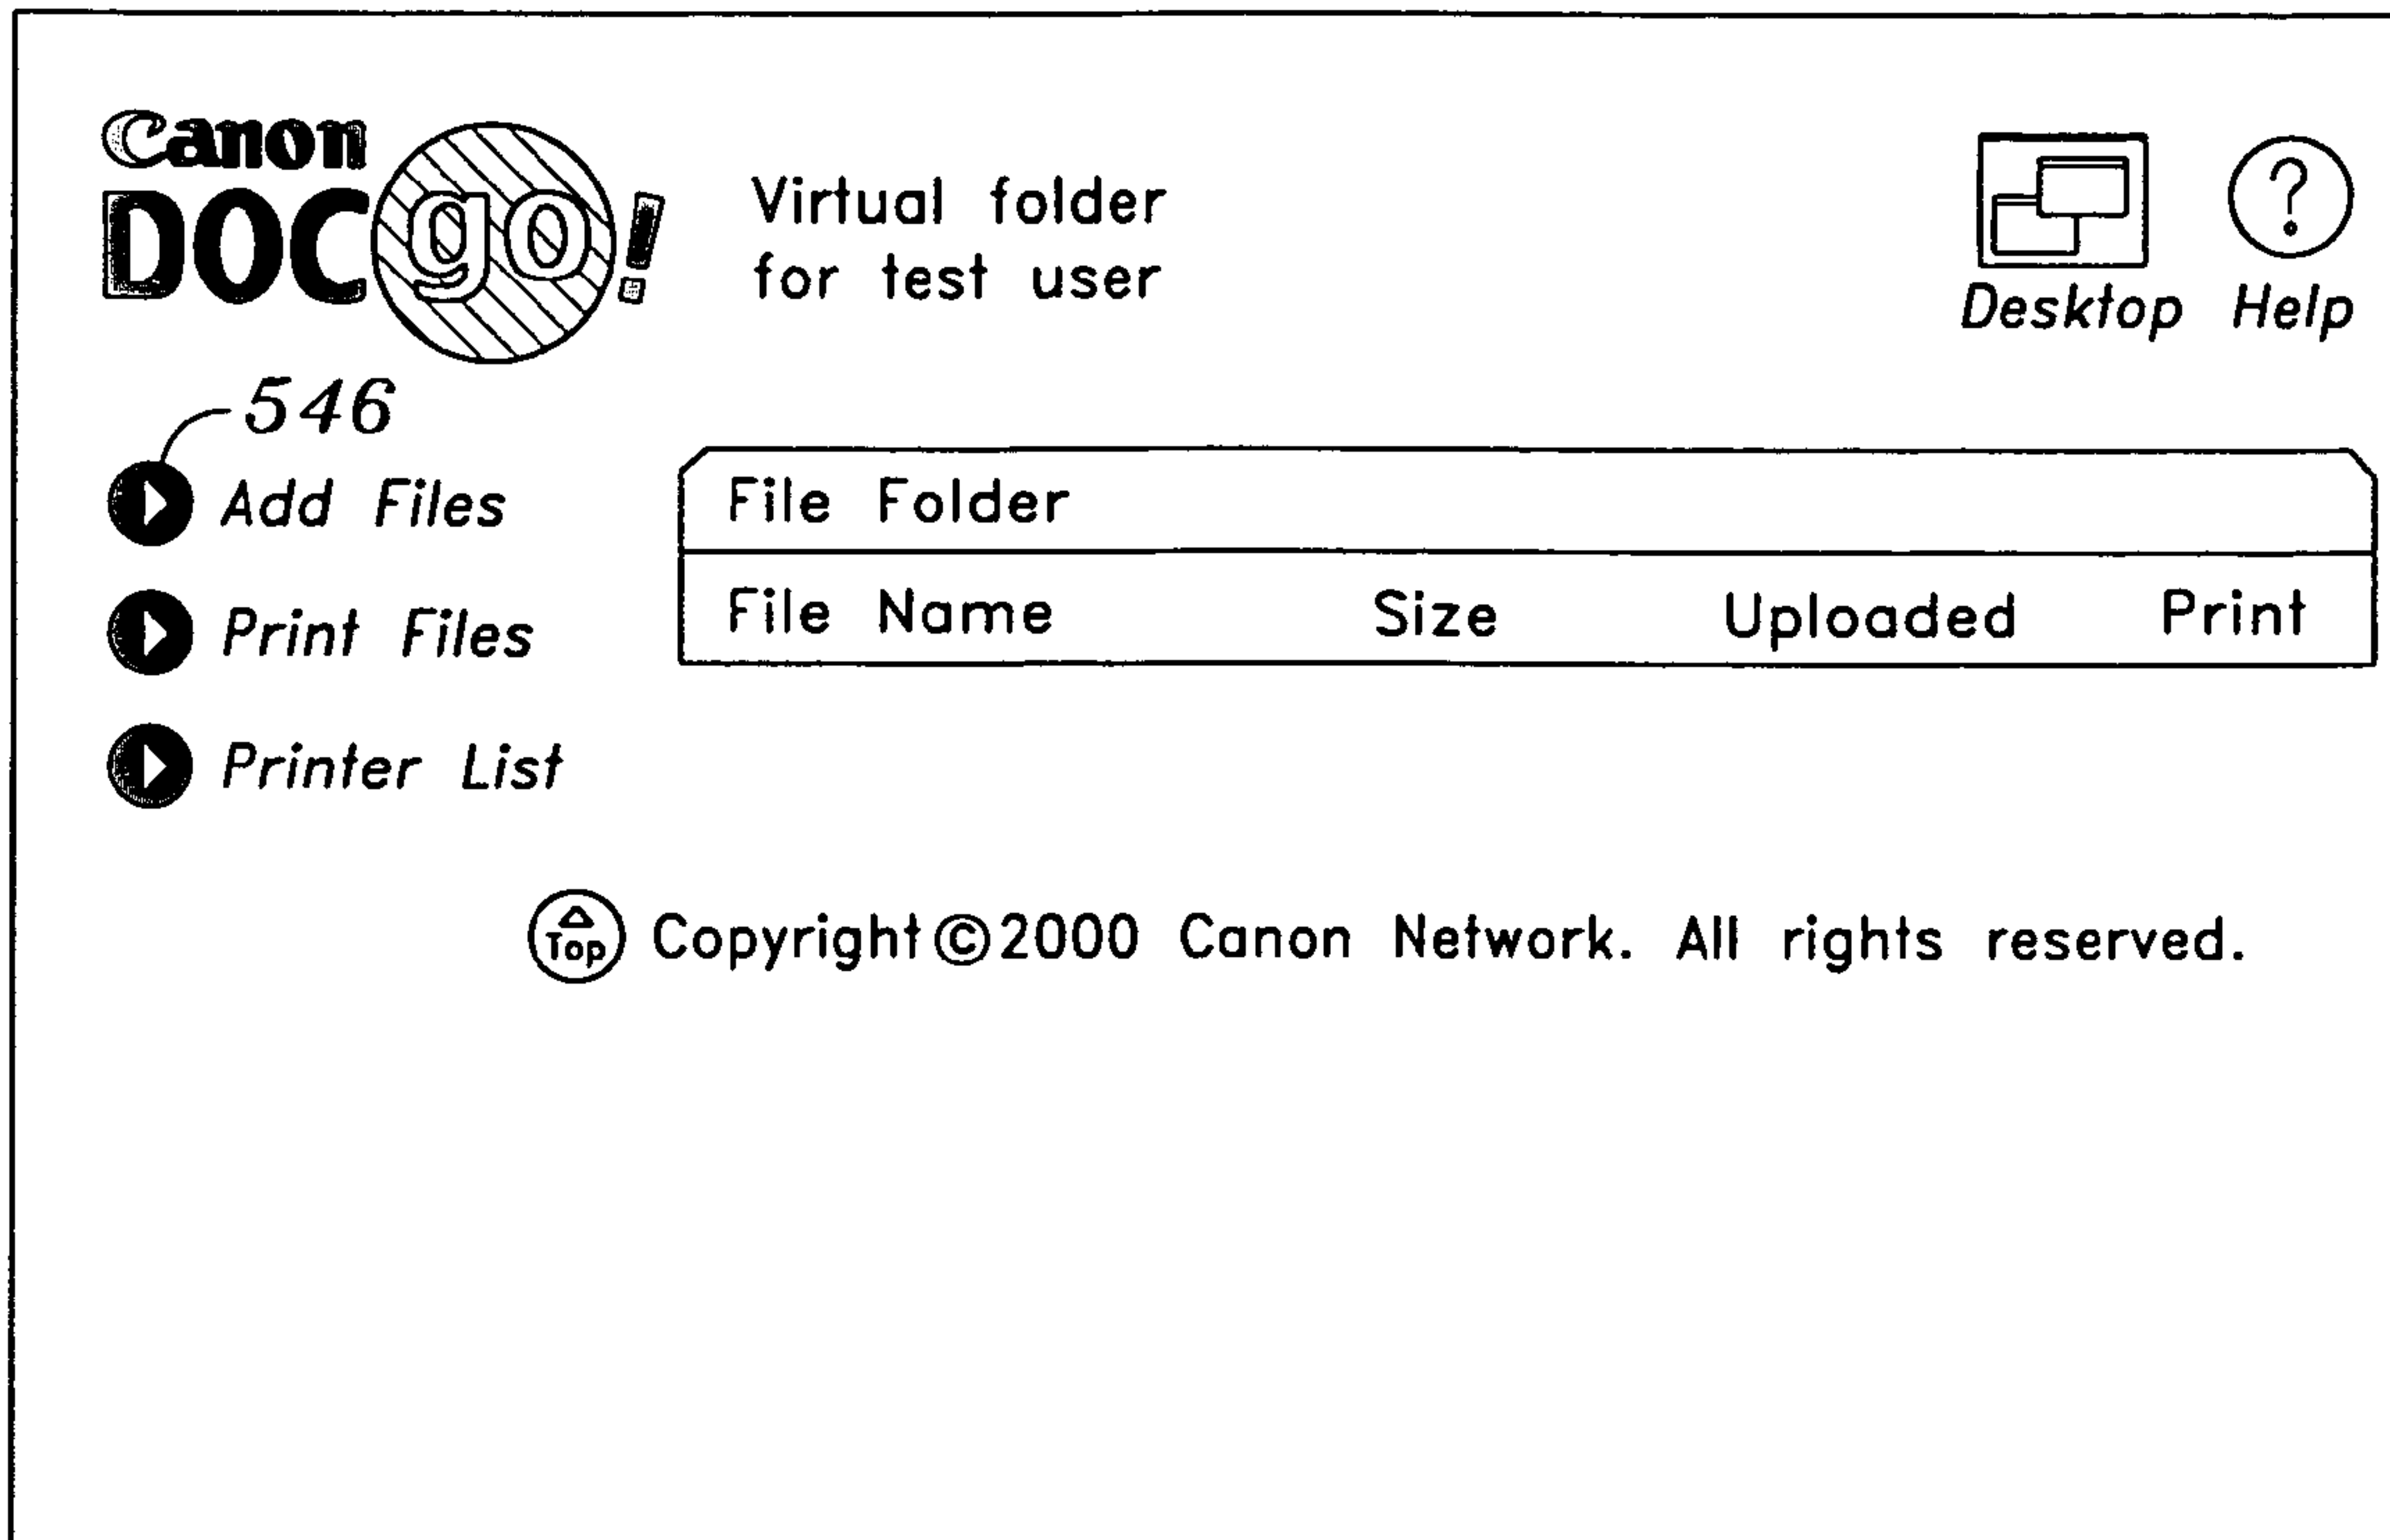 Canon
DOC go!
Virtual folder
for test user
Desktop Help
546
Add Files
Print Files
Printer List
File Folder
File Name Size Uploaded Print
Top Copyright©2000 Canon Network. All rights reserved.